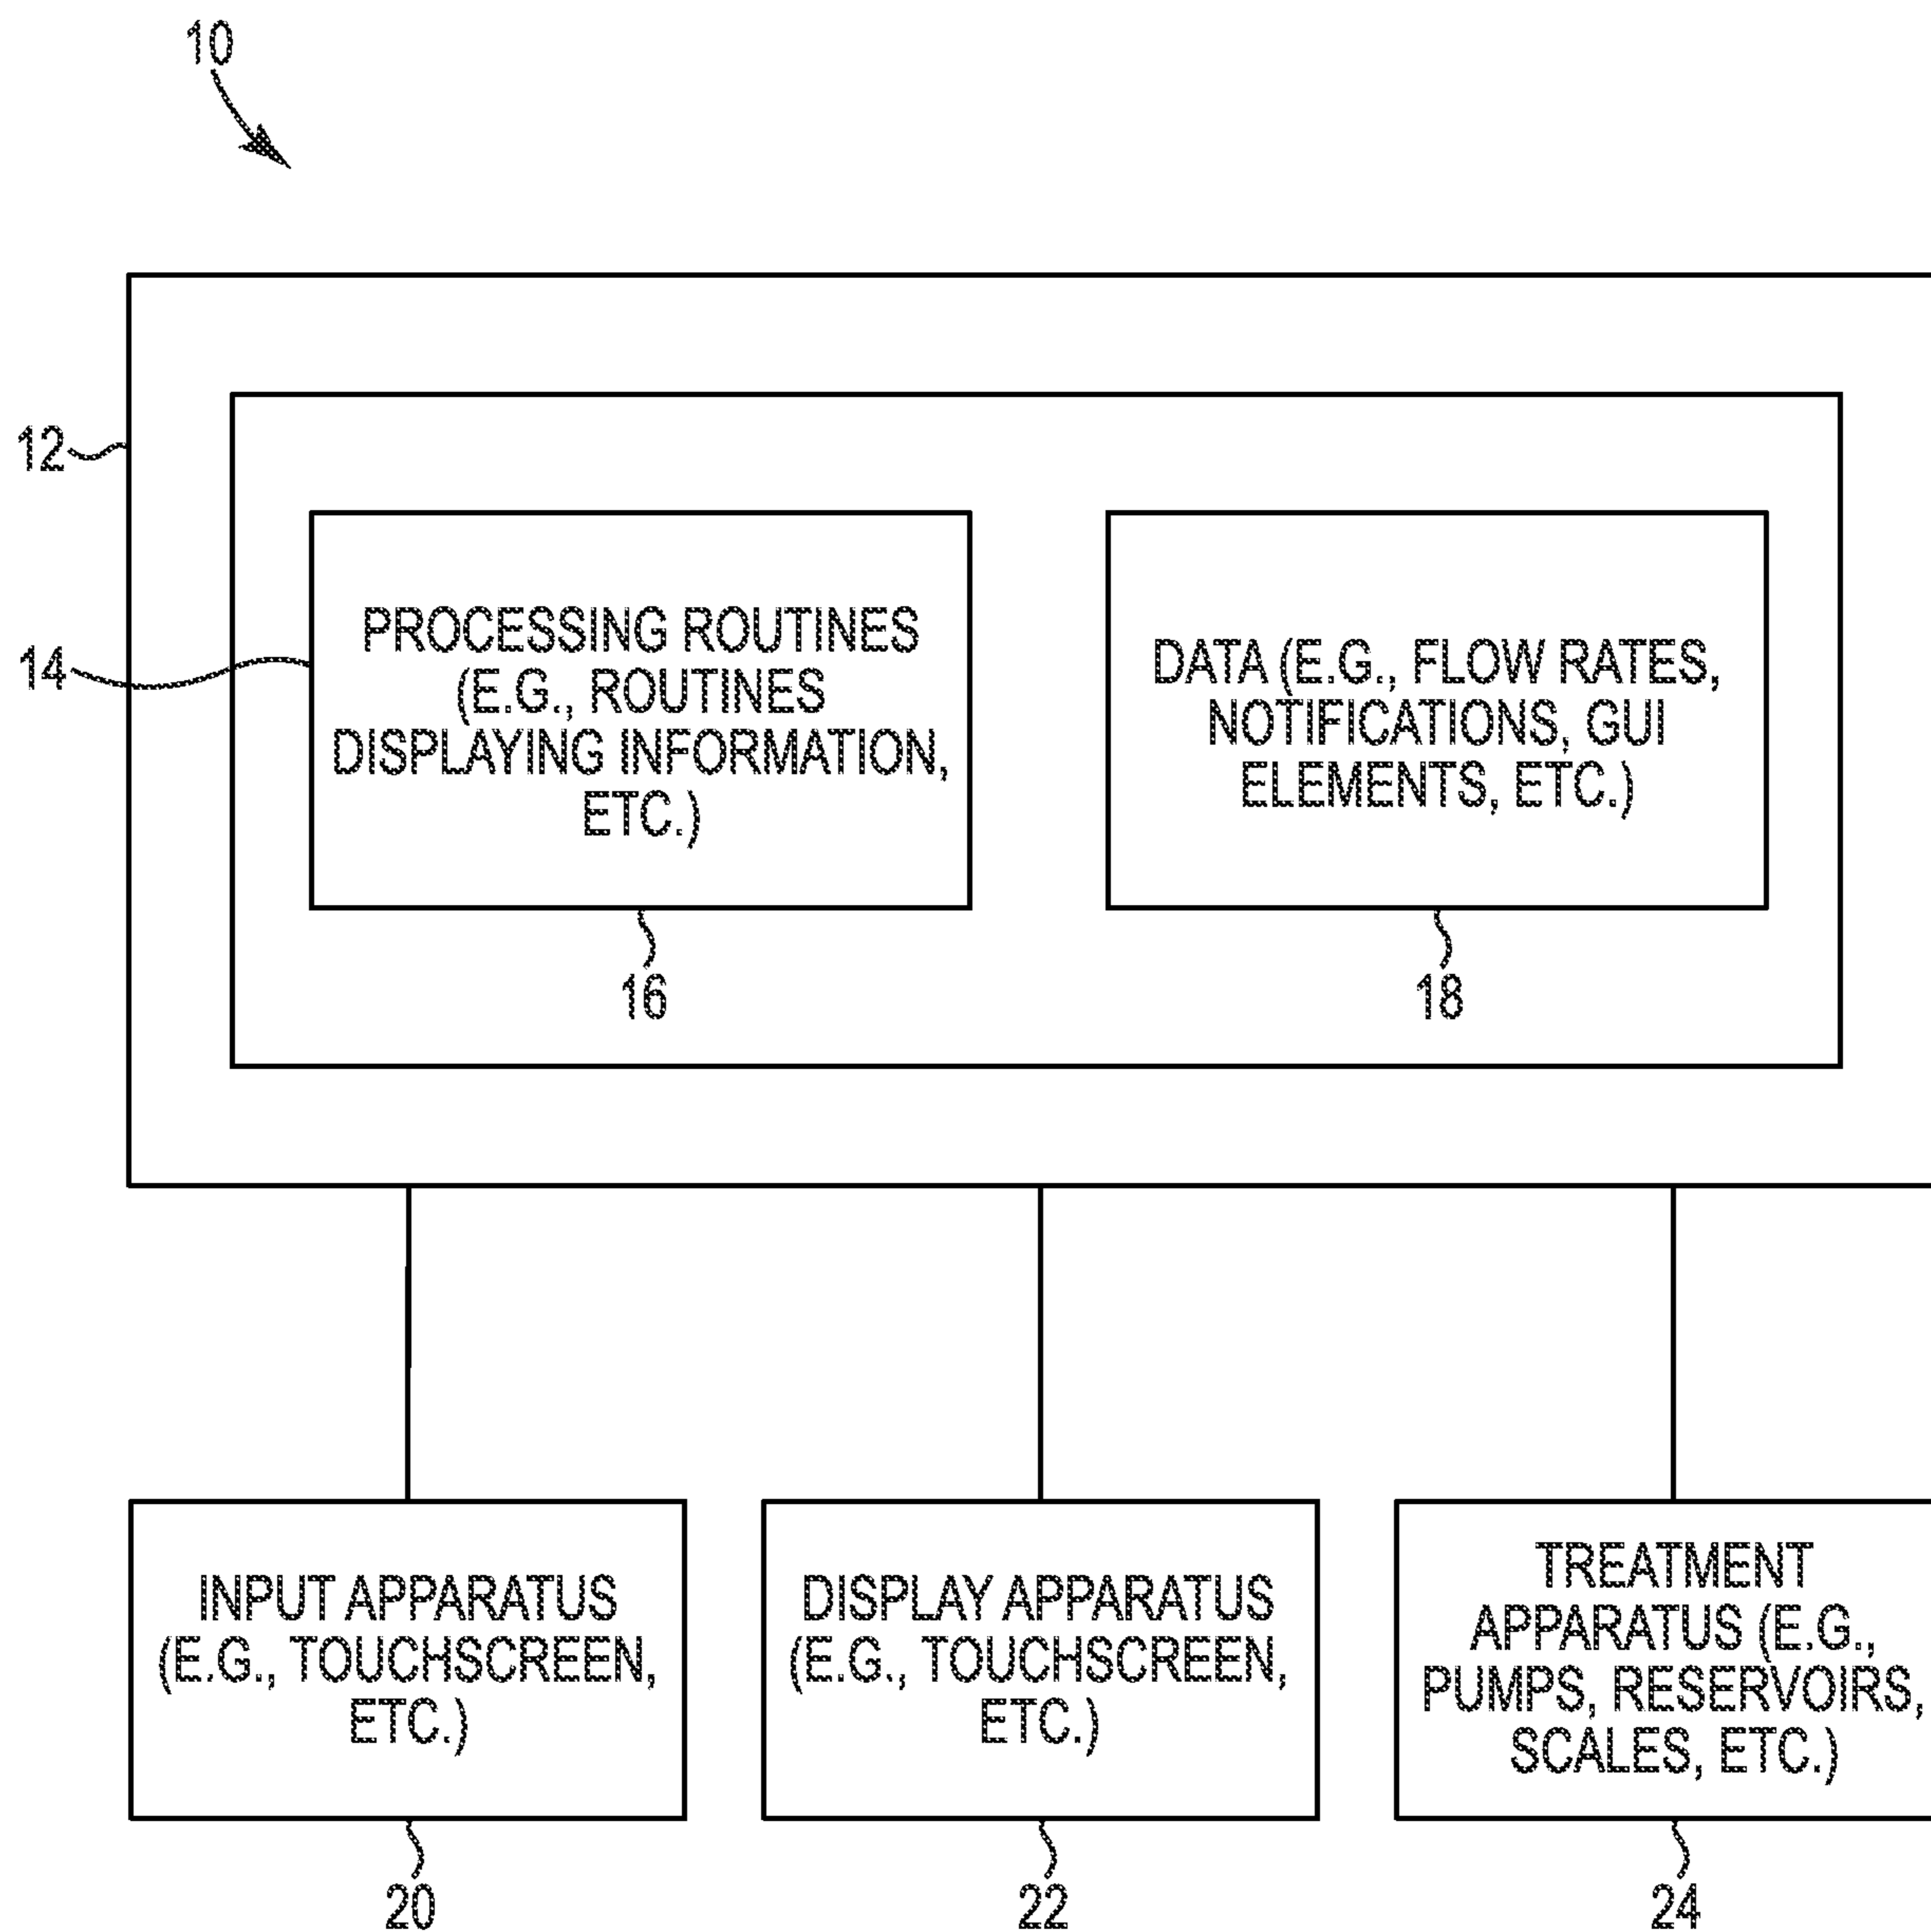 10
12
14
PROCESSING ROUTINES
(E.G., ROUTINES
DISPLAYING INFORMATION,
ETC.)
16
DATA (E.G., FLOW RATES,
NOTIFICATIONS, GUI
ELEMENTS, ETC.)
18
INPUT APPARATUS
(E.G., TOUCHSCREEN,
ETC.)
20
DISPLAY APPARATUS
(E.G., TOUCHSCREEN,
ETC.)
22
TREATMENT
APPARATUS (E.G.,
PUMPS, RESERVOIRS,
SCALES, ETC.)
24